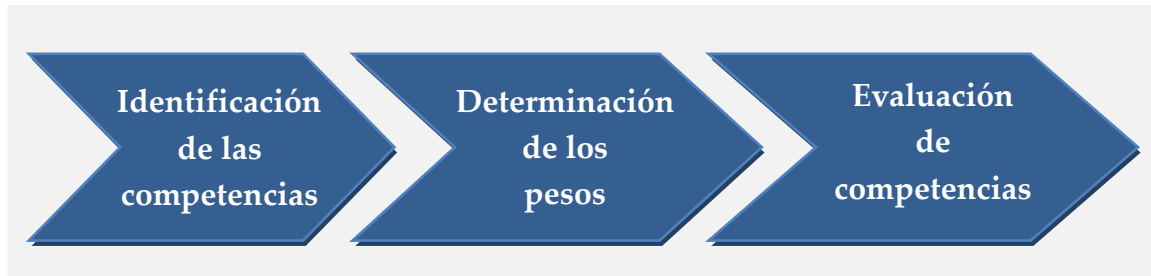 Identificación
de las
competencias
Determinación
de los
pesos
Evaluación
de
competencias